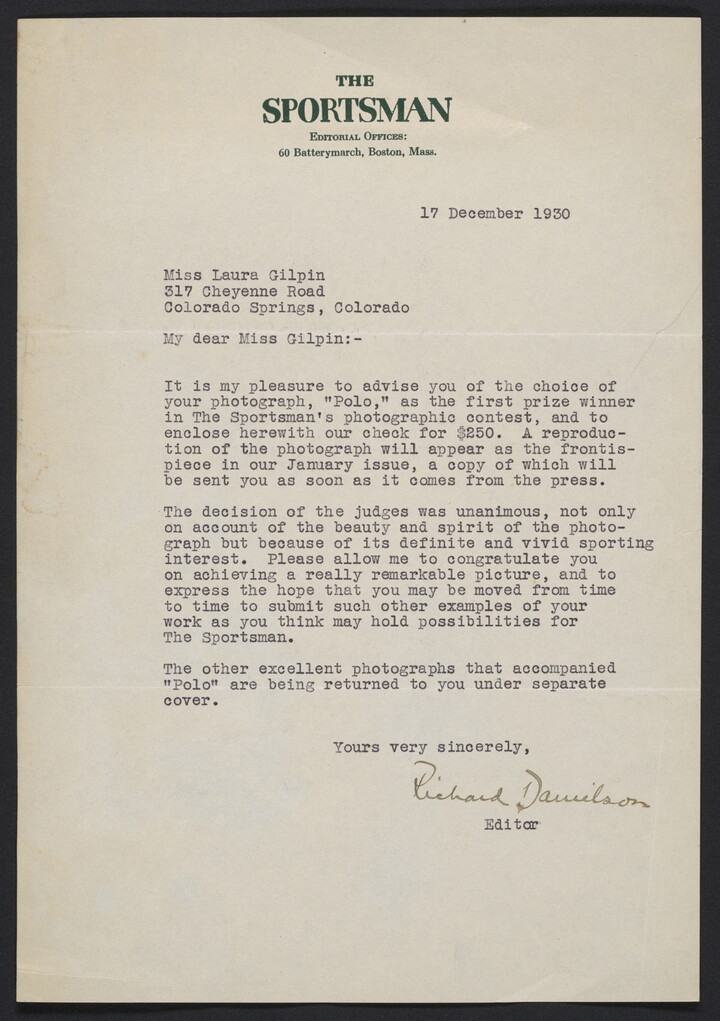 THE
SPORTSMAN
EDITORIAL OFFICES:
60 Batterymarch, Boston, Mass.
17 December 1930
Miss Laura Gilpin
317 Cheyenne Road
Colorado Springs, Colorado
My dear Miss Gilpin:-
It is my pleasure to advise you of the choice of
your photograph, "Polo," as the first prize winner
in The Sportsman's photographic contest, and to
enclose herewith our check for $250. A reproduc-
tion of the photograph will appear as the frontis-
piece in our January issue, a copy of which will
be sent you as soon as it comes from the press.
The decision of the judges was unanimous, not only
on account of the beauty and spirit of the photo-
graph but because of its definite and vivid sporting
interest. Please allow me to congratulate you
on achieving a really remarkable picture, and to
express the hope that you may be moved from time
to time to submit such other examples of your
work as you think may hold possibilities for
The Sportsman.
The other excellent photographs that accompanied
"Polo" are being returned to you under separate
cover.
Yours very sincerely,
Richard Danielson
Editor